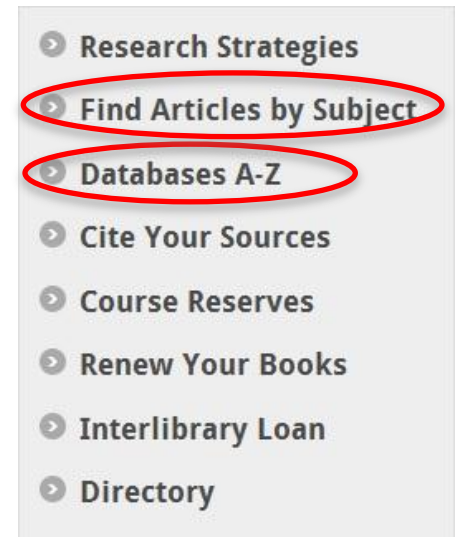 Research Strategies
Find Articles by Subject
Databases A-Z
Cite Your Sources
Course Reserves
Renew Your Books
Interlibrary Loan
Directory